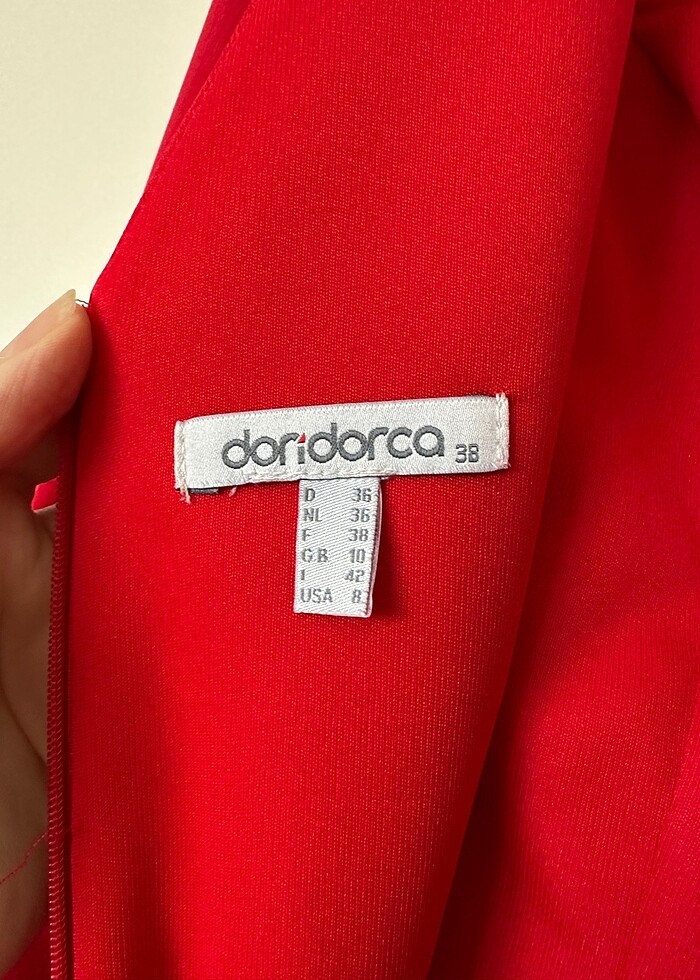 doridorca 38
D 36
NL 36
F 38
G.B 10
I 42
USA 8